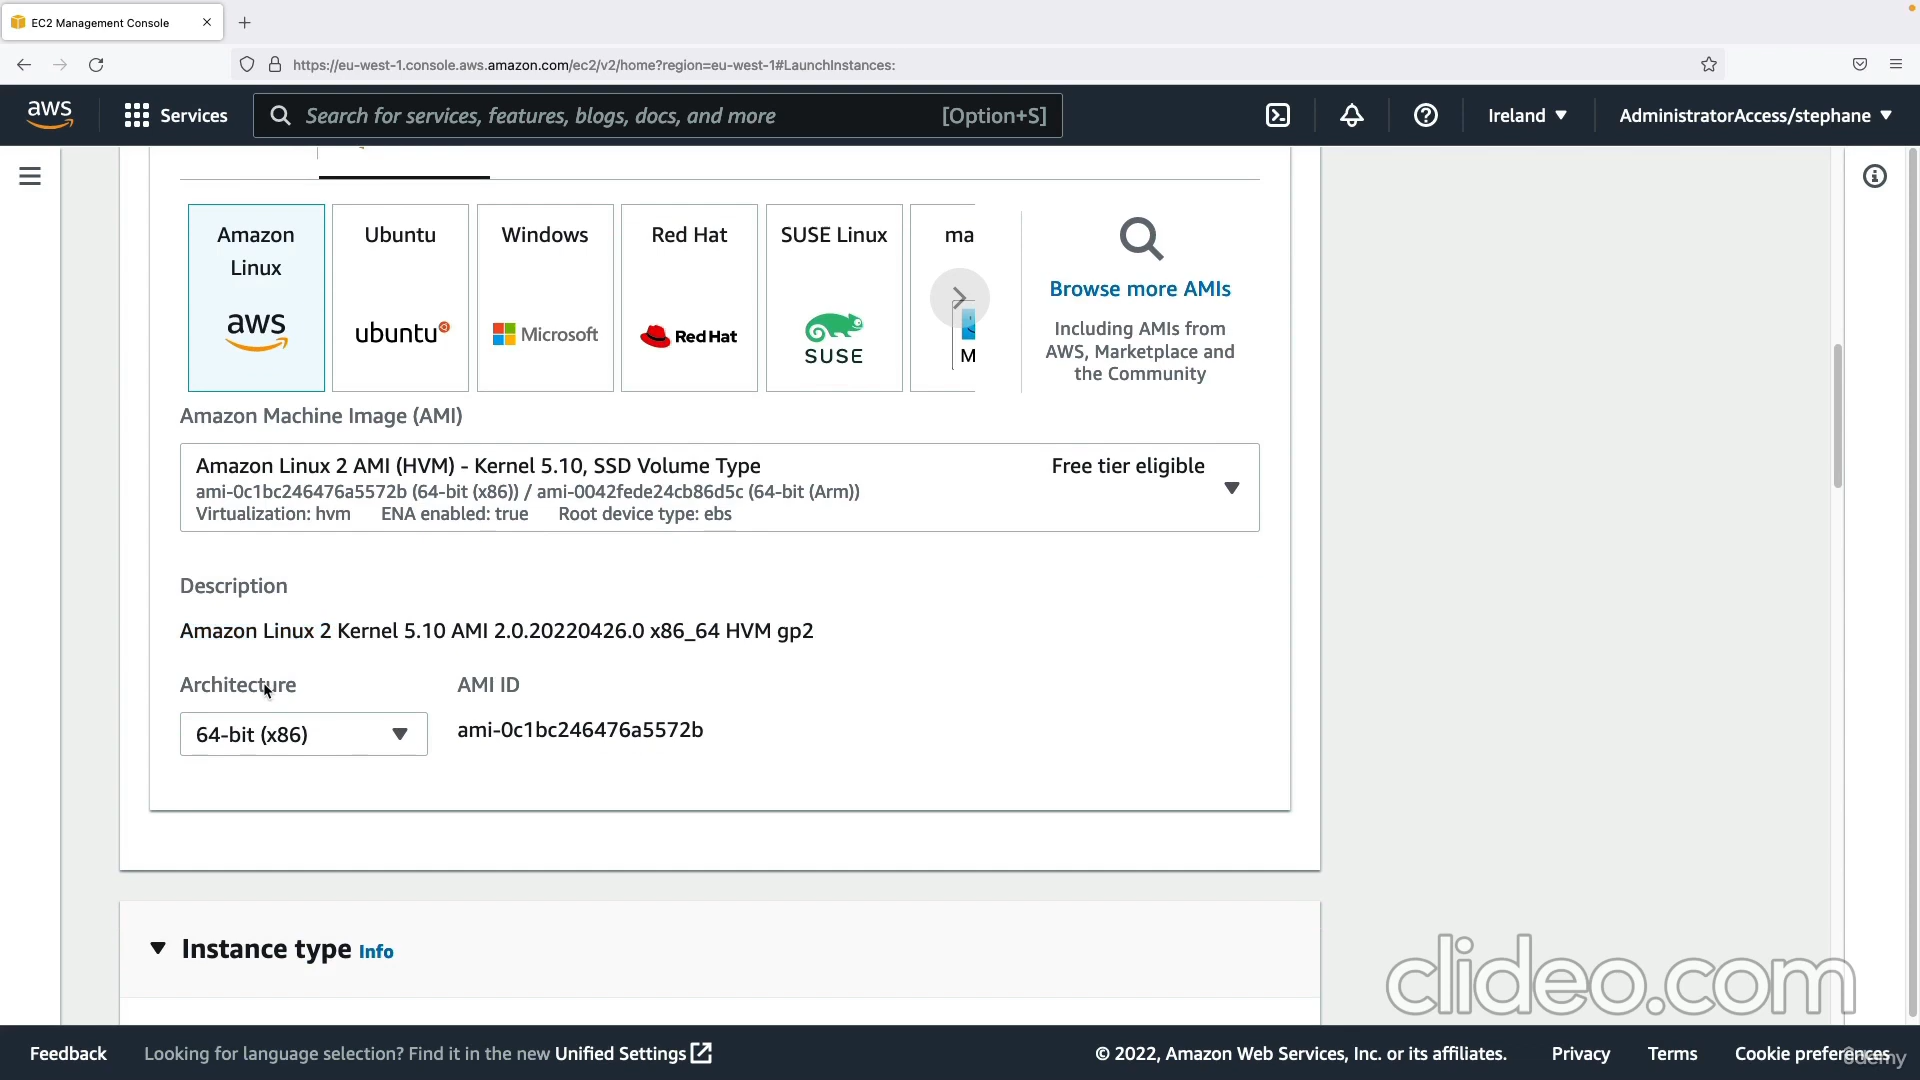 EC2 Management Console
https://eu-west-1.console.aws.amazon.com/ec2/v2/home?region=eu-west-1#LaunchInstances:
aws
Services
Search for services, features, blogs, docs, and more
[Option+S]
Ireland
AdministratorAccess/stephane
Amazon Linux
aws
Ubuntu
ubuntu
Windows
Microsoft
Red Hat
Red Hat
SUSE Linux
SUSE
ma
M
Browse more AMIs
Including AMIs from
AWS, Marketplace and
the Community
Amazon Machine Image (AMI)
Amazon Linux 2 AMI (HVM) - Kernel 5.10, SSD Volume Type
Free tier eligible
ami-0c1bc246476a5572b (64-bit (x86)) / ami-0042fede24cb86d5c (64-bit (Arm))
Virtualization: hvm ENA enabled: true Root device type: ebs
Description
Amazon Linux 2 Kernel 5.10 AMI 2.0.20220426.0 x86_64 HVM gp2
Architecture
AMI ID
64-bit (x86)
ami-0c1bc246476a5572b
Instance type Info
clideo.com
Feedback
Looking for language selection? Find it in the new Unified Settings
© 2022, Amazon Web Services, Inc. or its affiliates.
Privacy
Terms
Cookie preferences
ûdemy